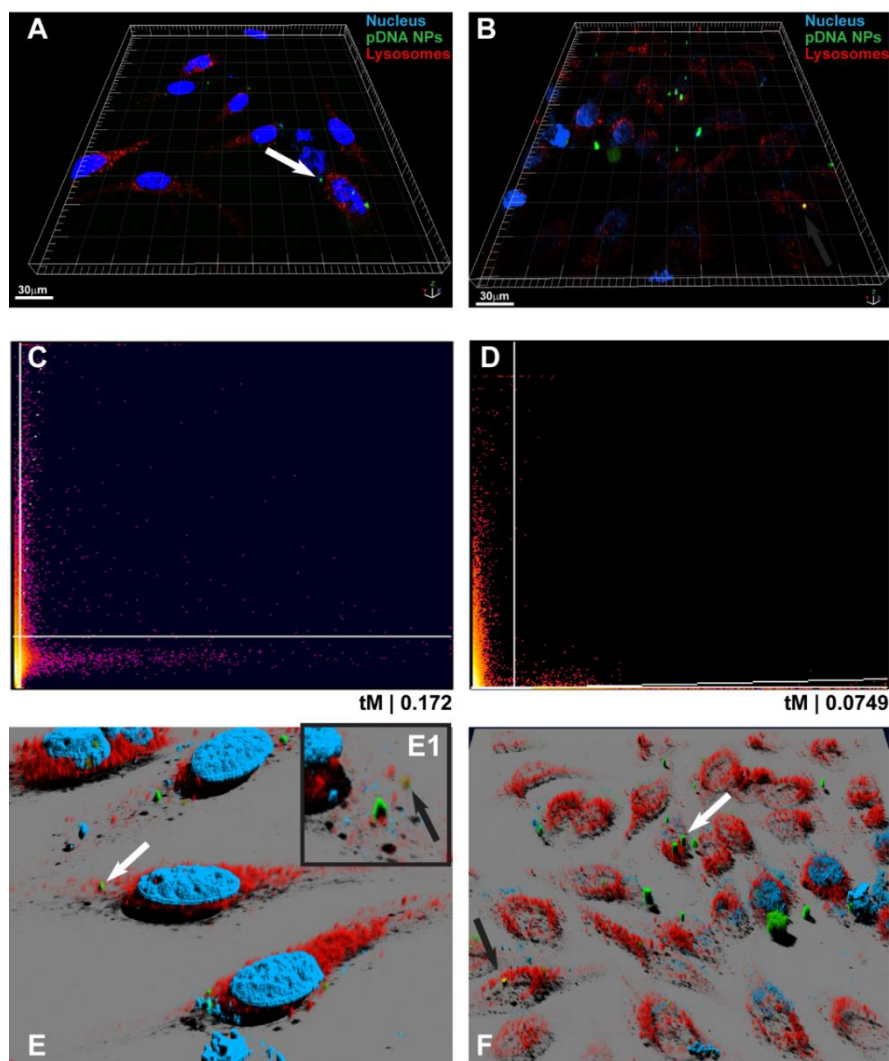 A
Nucleus
pDNA NPs
Lysosomes
30μm
B
Nucleus
pDNA NPs
Lysosomes
30μm
C
tM | 0.172
D
tM | 0.0749
E
E1
F